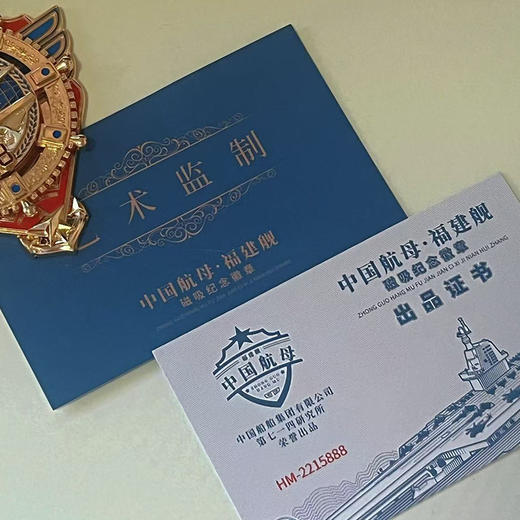 术监制
中国航母·福建舰
磁吸纪念徽章
中国航母·福建舰
磁吸纪念徽章
ZHONG GUO HANG MU FU JIAN JIAN CI XI JI NIAN HUI ZHANG
出品证书
福建舰
中国航母
ZHONG GUO
HANG MU
中国船舶集团有限公司
第七一四研究所
荣誉出品
HM-2215888